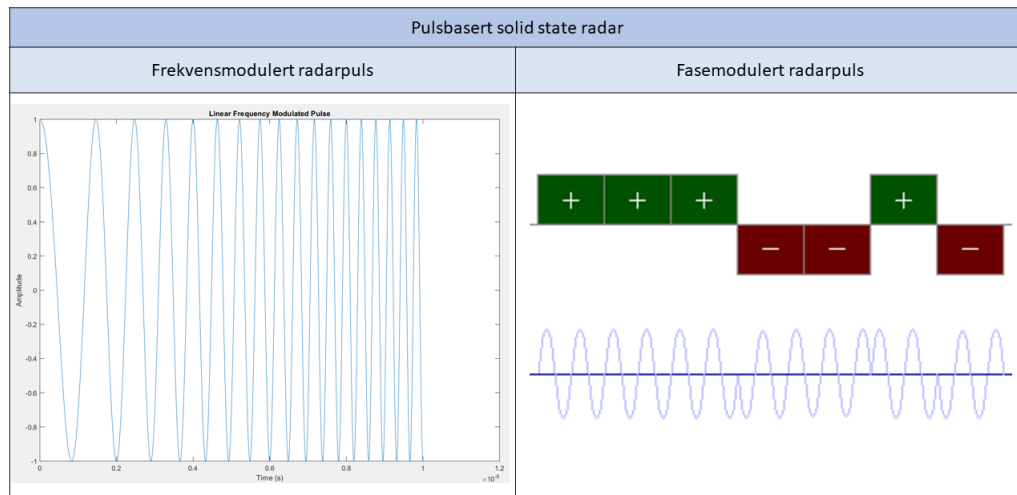 Pulsbasert solid state radar
Frekvensmodulert radarpuls
Fasemodulert radarpuls
Linear Frequency Modulated Pulse
1
0.8
0.6
0.4
0.2
0
-0.2
-0.4
-0.6
-0.8
-1
Amplitude
0 0.2 0.4 0.6 0.8 1 1.2
Time (s)
+ + + +
− − −